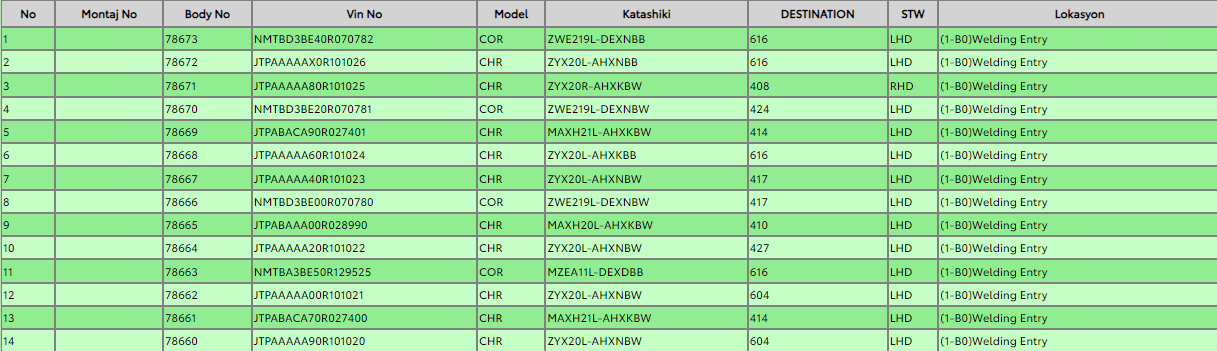 No Montaj No Body No Vin No Model Katashiki DESTINATION STW Lokasyon
1 78673 NMTBD3BE40R070782 COR ZWE219L-DEXNBB 616 LHD (1-B0)Welding Entry
2 78672 JTPAAAAAX0R101026 CHR ZYX20L-AHXNBB 616 LHD (1-B0)Welding Entry
3 78671 JTPAAAAA80R101025 CHR ZYX20R-AHXKBW 408 RHD (1-B0)Welding Entry
4 78670 NMTBD3BE20R070781 COR ZWE219L-DEXNBW 424 LHD (1-B0)Welding Entry
5 78669 JTPABACA90R027401 CHR MAXH21L-AHXKBW 414 LHD (1-B0)Welding Entry
6 78668 JTPAAAAA60R101024 CHR ZYX20L-AHXKBB 616 LHD (1-B0)Welding Entry
7 78667 JTPAAAAA40R101023 CHR ZYX20L-AHXNBW 417 LHD (1-B0)Welding Entry
8 78666 NMTBD3BE00R070780 COR ZWE219L-DEXNBW 417 LHD (1-B0)Welding Entry
9 78665 JTPABAAA00R028990 CHR MAXH20L-AHXKBW 410 LHD (1-B0)Welding Entry
10 78664 JTPAAAAA20R101022 CHR ZYX20L-AHXNBW 427 LHD (1-B0)Welding Entry
11 78663 NMTBA3BE50R129525 COR MZEA11L-DEXDBB 616 LHD (1-B0)Welding Entry
12 78662 JTPAAAAA00R101021 CHR ZYX20L-AHXNBW 604 LHD (1-B0)Welding Entry
13 78661 JTPABACA70R027400 CHR MAXH21L-AHXKBW 414 LHD (1-B0)Welding Entry
14 78660 JTPAAAAA90R101020 CHR ZYX20L-AHXNBW 604 LHD (1-B0)Welding Entry